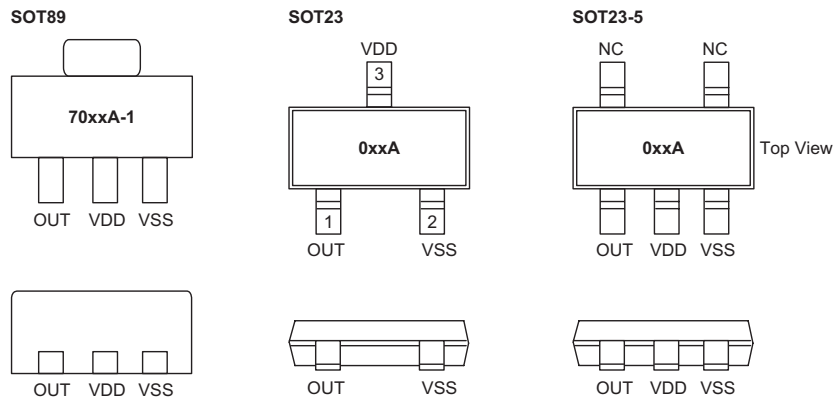 SOT89 SOT23 SOT23-5
VDD NC NC
3
70xxA-1 0xxA 0xxA Top View
1 2
OUT VDD VSS OUT VSS OUT VDD VSS
OUT VDD VSS OUT VSS OUT VDD VSS